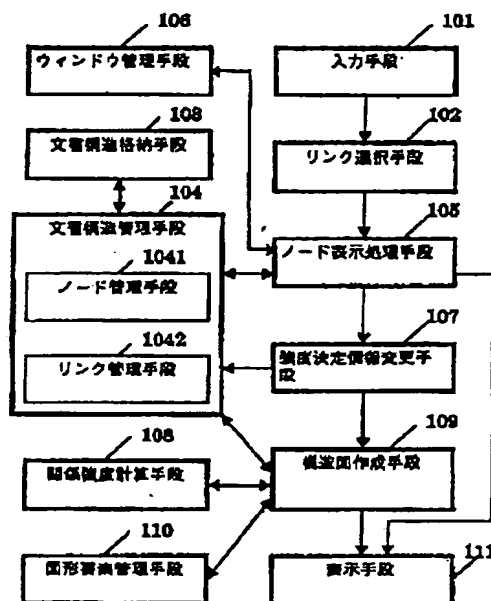 106
ウィンドウ管理手段
101
入力手段
103
文書構造格納手段
102
リンク選択手段
104
文書構造管理手段
1041
ノード管理手段
1042
リンク管理手段
105
ノード表示処理手段
107
強度決定情報変更手
段
108
関係強度計算手段
109
構造図作成手段
110
図形要素管理手段
表示手段
111